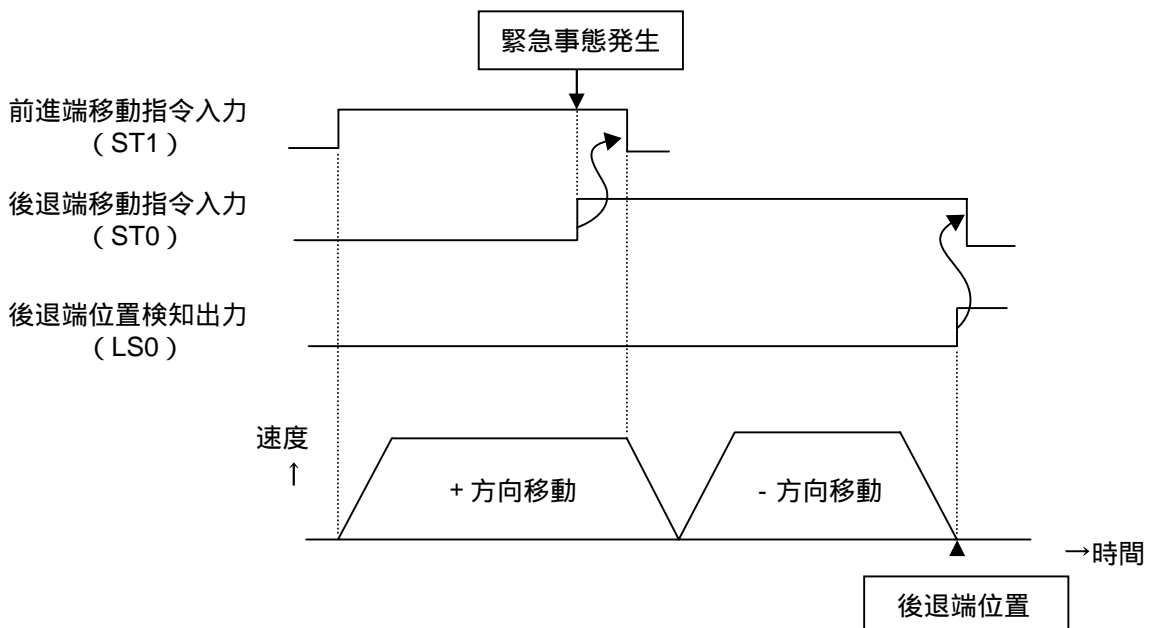 緊急事態発生
前進端移動指令入力
（ST1）
後退端移動指令入力
（ST0）
後退端位置検知出力
（LS0）
速度
↑
+ 方向移動
- 方向移動
→時間
後退端位置